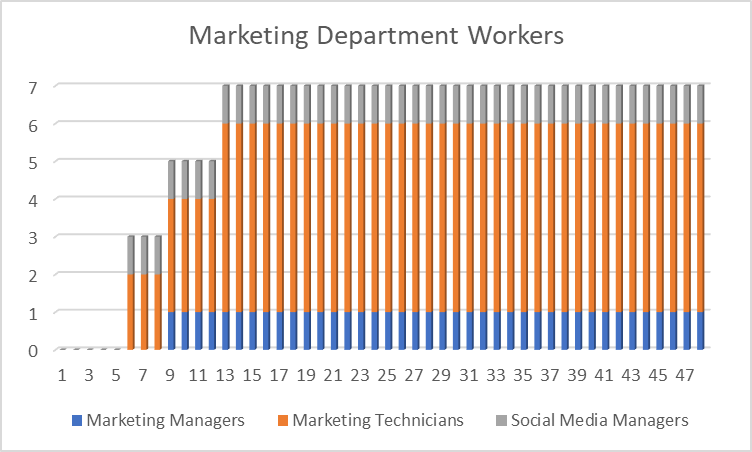 Marketing Department Workers
7
6
5
4
3
2
1
0
1 3 5 7 9 11 13 15 17 19 21 23 25 27 29 31 33 35 37 39 41 43 45 47
Marketing Managers Marketing Technicians Social Media Managers